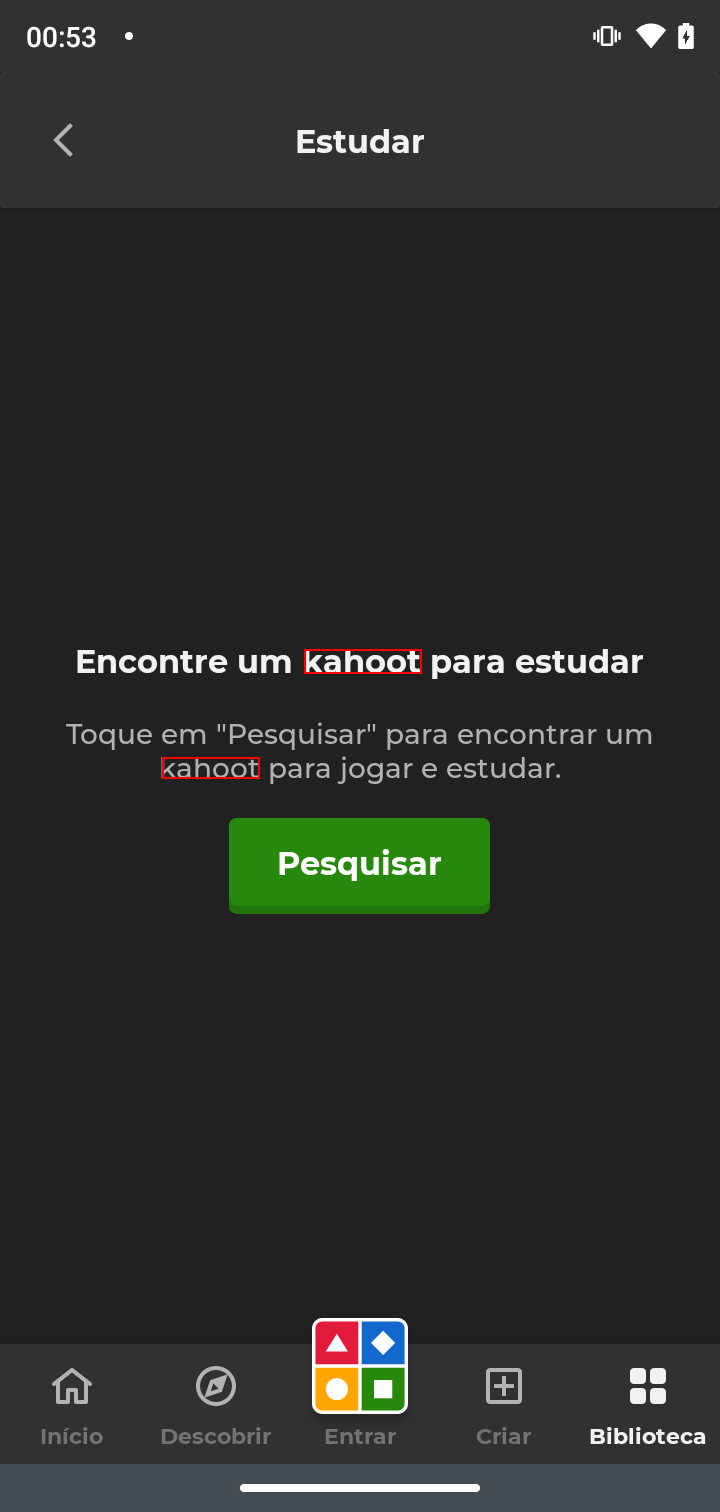 00:53
Estudar
Encontre um kahoot para estudar
Toque em "Pesquisar" para encontrar um
kahoot para jogar e estudar.
Pesquisar
Início
Descobrir
Entrar
Criar
Biblioteca